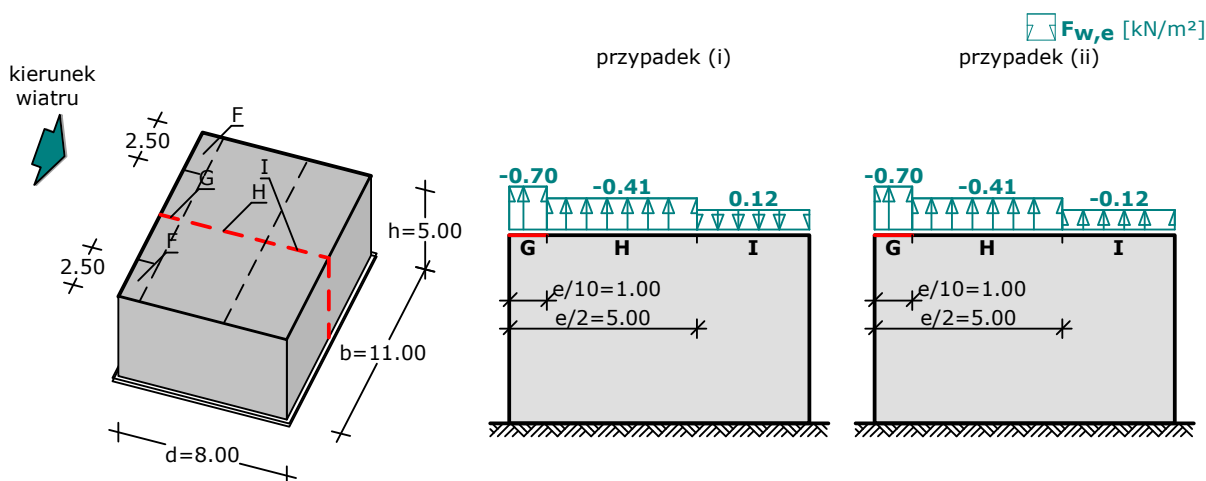 F_w,e [kN/m²]
przypadek (i)
przypadek (ii)
kierunek
wiatru
F
2.50
G
I
H
F
2.50
h=5.00
b=11.00
d=8.00
-0.70
-0.41
0.12
G
H
I
e/10=1.00
e/2=5.00
-0.70
-0.41
-0.12
G
H
I
e/10=1.00
e/2=5.00